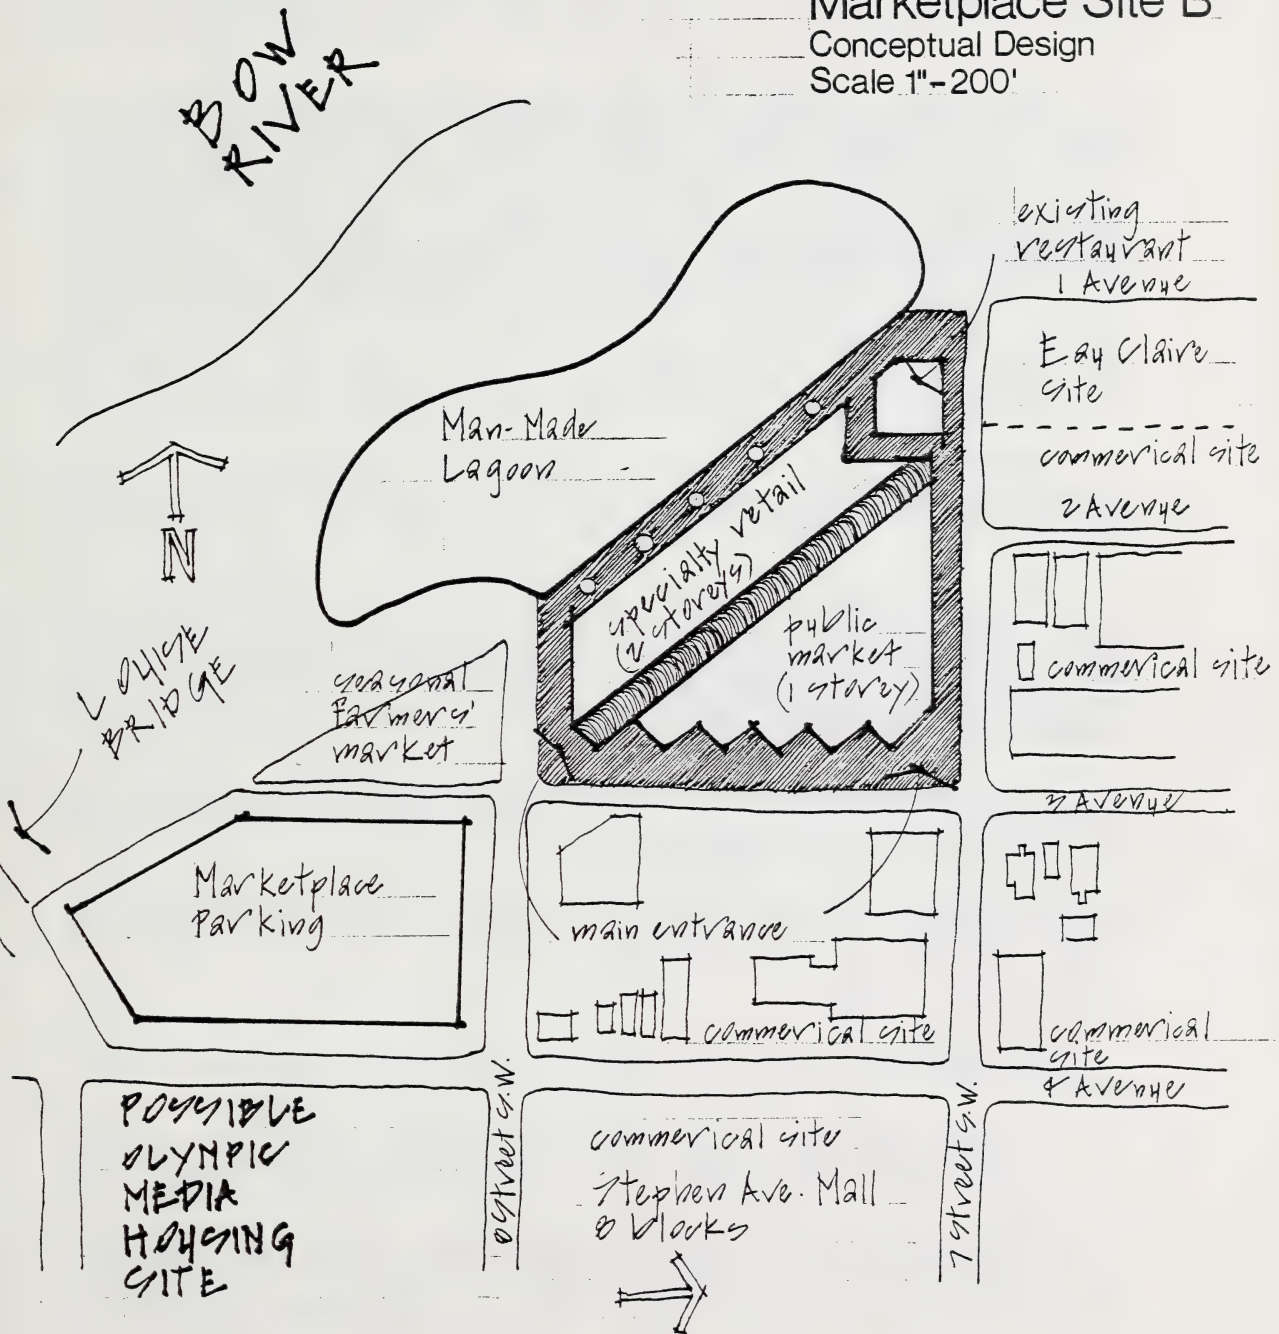 Marketplace Site B
Conceptual Design
Scale 1"-200'
BOW
RIVER
existing
restaurant
1 Avenue
Eau Claire
site
commerical site
2 Avenue
Man-Made
Lagoon
N
specialty retail
(2 storeys)
public
market
(1 storey)
LOUISE
BRIDGE
seasonal
farmers'
market
commerical site
3 Avenue
Marketplace
Parking
main entrance
commerical site
commerical
site
4 Avenue
POSSIBLE
OLYMPIC
MEDIA
HOUSING
SITE
8 Street S.W.
commerical site
Stephen Ave. Mall
8 blocks
7 Street S.W.